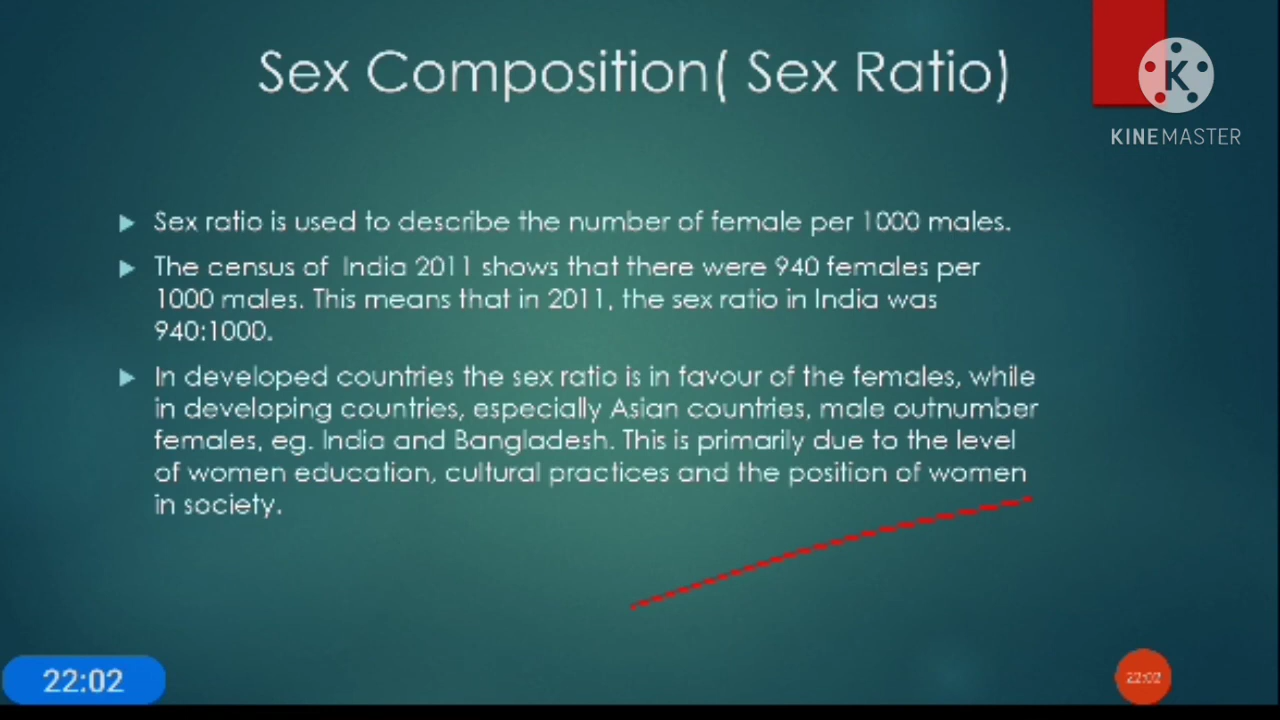 Sex Composition( Sex Ratio)
K
KINEMASTER
Sex ratio is used to describe the number of female per 1000 males.
The census of India 2011 shows that there were 940 females per
1000 males. This means that in 2011, the sex ratio in India was
940:1000.
In developed countries the sex ratio is in favour of the females, while
in developing countries, especially Asian countries, male outnumber
females, eg. India and Bangladesh. This is primarily due to the level
of women education, cultural practices and the position of women
in society.
22:02
22:02